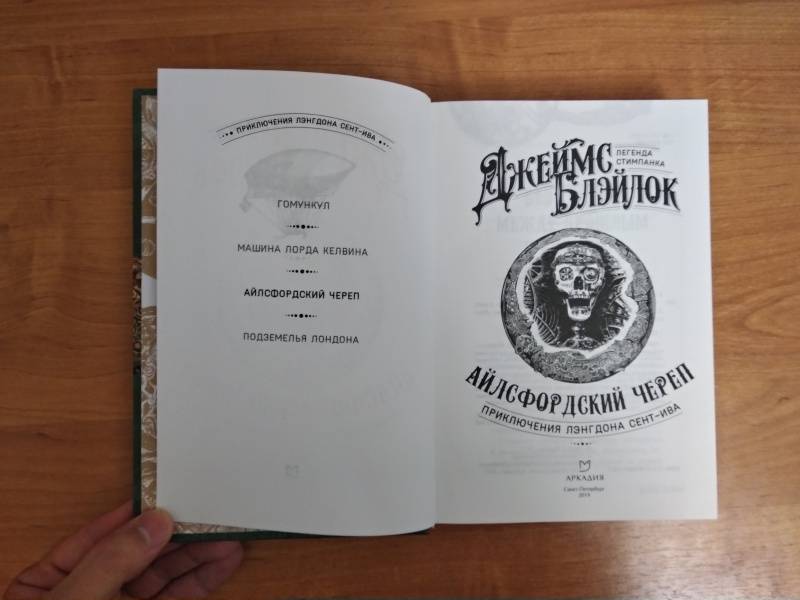 ПРИКЛЮЧЕНИЯ ЛЭНГДОНА СЕНТ-ИВА
ГОМУНКУЛ
МАШИНА ЛОРДА КЕЛВИНА
АЙЛСФОРДСКИЙ ЧЕРЕП
ПОДЗЕМЕЛЬЯ ЛОНДОНА
ДЖЕЙМС
БЛЭЙЛОК
ЛЕГЕНДА
СТИМПАНКА
АЙЛСФОРДСКИЙ ЧЕРЕП
ПРИКЛЮЧЕНИЯ ЛЭНГДОНА СЕНТ-ИВА
АРКАДИЯ
Санкт-Петербург
2019